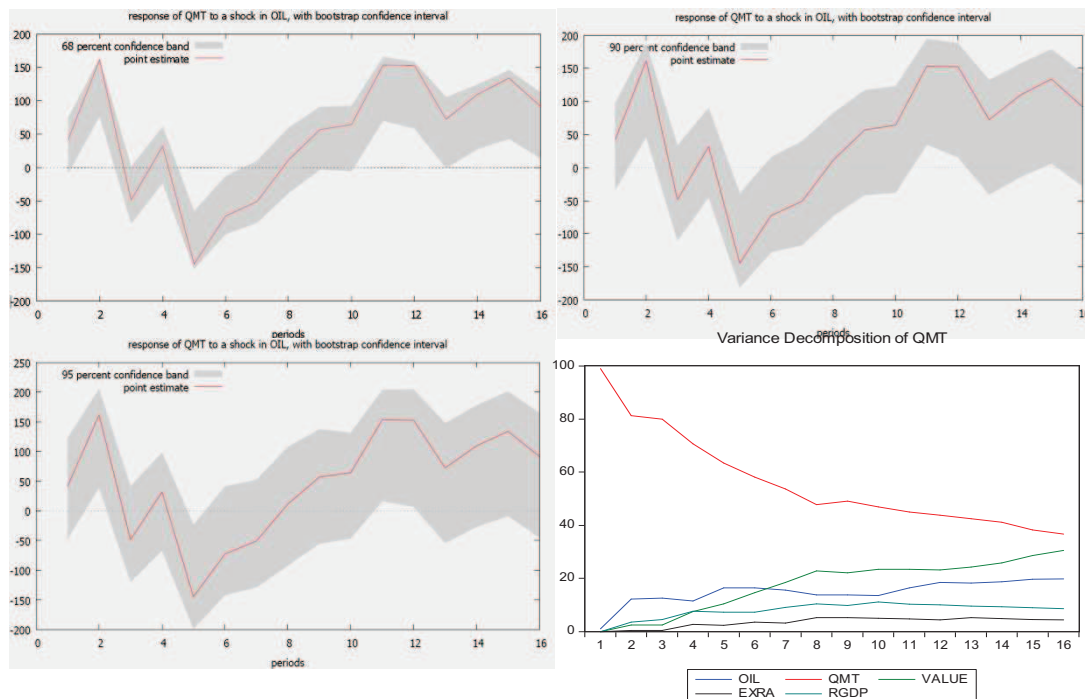 response of QMT to a shock in OIL, with bootstrap confidence interval
68 percent confidence band
point estimate
200
150
100
50
0
-50
-100
-150
-200
0 2 4 6 8 10 12 14 16
periods
response of QMT to a shock in OIL, with bootstrap confidence interval
90 percent confidence band
point estimate
200
150
100
50
0
-50
-100
-150
-200
0 2 4 6 8 10 12 14 16
periods
response of QMT to a shock in OIL, with bootstrap confidence interval
95 percent confidence band
point estimate
250
200
150
100
50
0
-50
-100
-150
-200
0 2 4 6 8 10 12 14 16
periods
Variance Decomposition of QMT
100
80
60
40
20
0
1 2 3 4 5 6 7 8 9 10 11 12 13 14 15 16
OIL QMT VALUE
EXRA RGDP